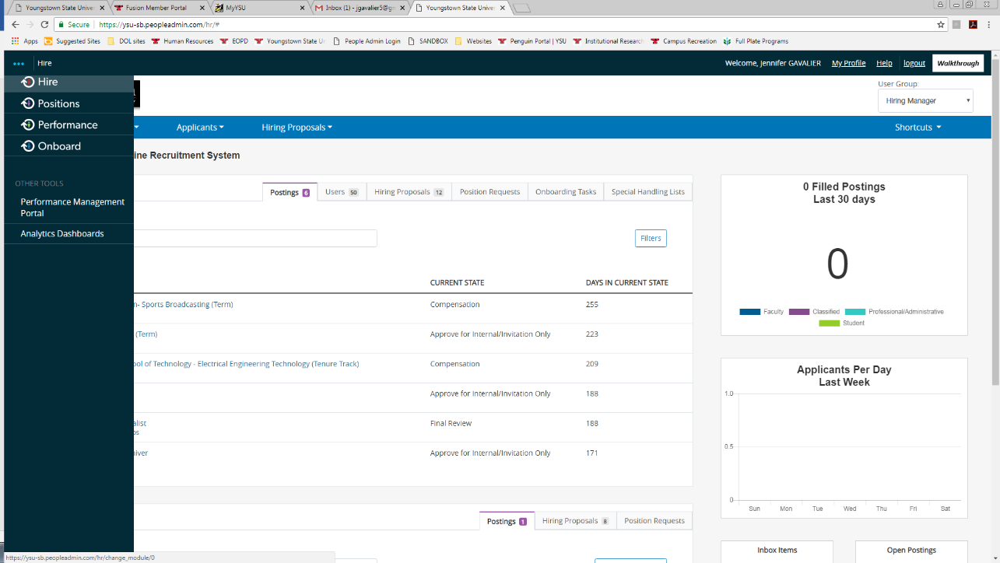 Youngstown State Univer
Fusion Member Portal
MyYSU
Inbox (1) - jgavalier5@gm
Youngstown State Univer
Secure | https://ysu-sb.peopleadmin.com/hr/#
Apps Suggested Sites DOL sites Human Resources EOPD Youngstown State Un People Admin Login SANDBOX Websites Penguin Portal | YSU Institutional Research Campus Recreation Full Plate Programs
Hire
Welcome, Jennifer GAVALIER My Profile Help logout Walkthrough
Hire
Positions
Performance
Onboard
OTHER TOOLS
Performance Management
Portal
Analytics Dashboards
User Group:
Hiring Manager
Applicants Hiring Proposals Shortcuts
ine Recruitment System
Postings 6 Users 50 Hiring Proposals 12 Position Requests Onboarding Tasks Special Handling Lists
Filters
CURRENT STATE DAYS IN CURRENT STATE
n- Sports Broadcasting (Term) Compensation 255
(Term) Approve for Internal/Invitation Only 223
ool of Technology - Electrical Engineering Technology (Tenure Track) Compensation 209
Approve for Internal/Invitation Only 188
alist Final Review 188
ps
niver Approve for Internal/Invitation Only 171
Postings 1 Hiring Proposals 8 Position Requests
0 Filled Postings
Last 30 days
0
Faculty Classified Professional/Administrative
Student
Applicants Per Day
Last Week
1.0
0.5
0
Sun Mon Tue Wed Thu Fri Sat
Inbox Items Open Postings
https://ysu-sb.peopleadmin.com/hr/change_module/0